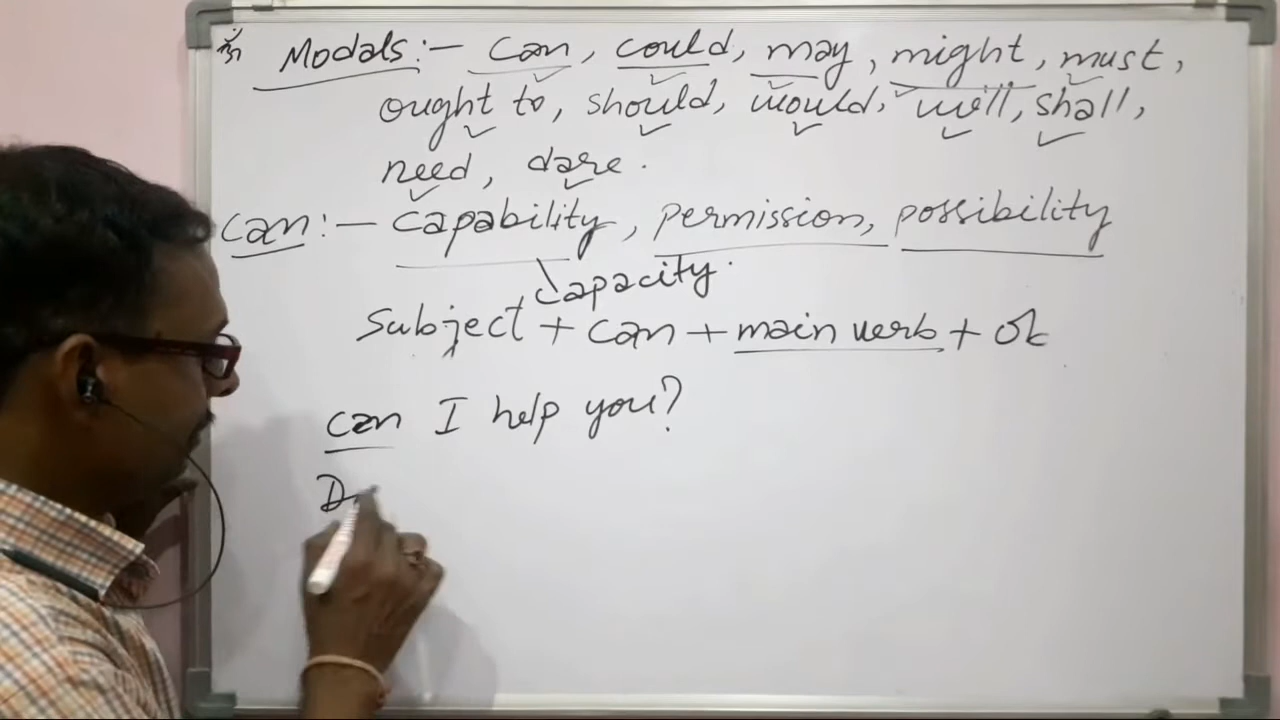 Modals:— Can, could, may, might, must,
ought to, should, would, will, shall,
need, dare.
Can:— capability, permission, possibility
capacity.
Subject + can + main verb + ob
can I help you?
D